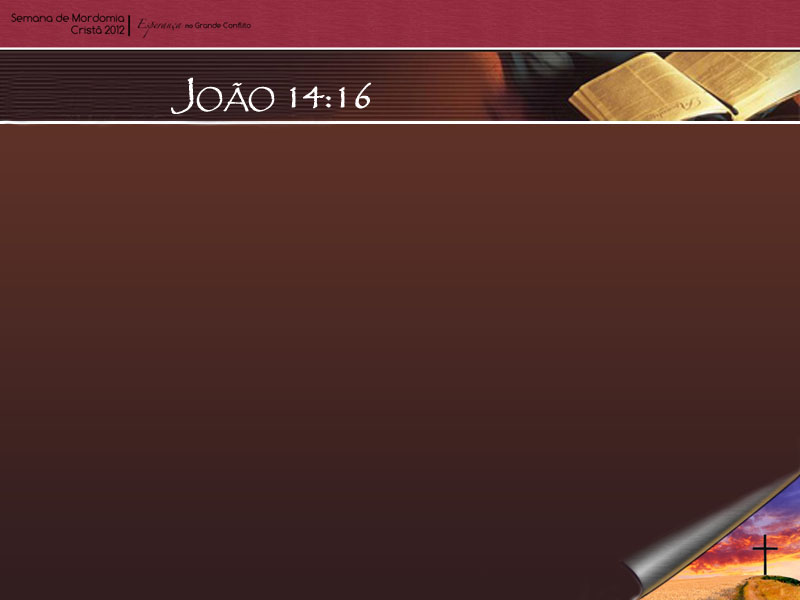 Semana de Mordomia
Cristã 2012
Esperança no Grande Conflito
João 14:16